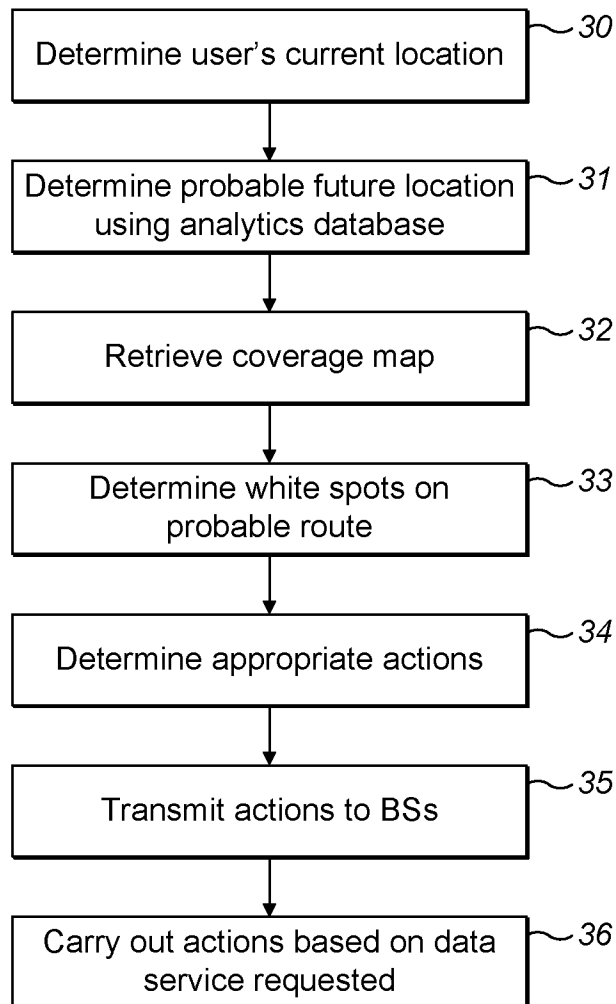 Determine user's current location
30
Determine probable future location
using analytics database
31
Retrieve coverage map
32
Determine white spots on
probable route
33
Determine appropriate actions
34
Transmit actions to BSs
35
Carry out actions based on data
service requested
36